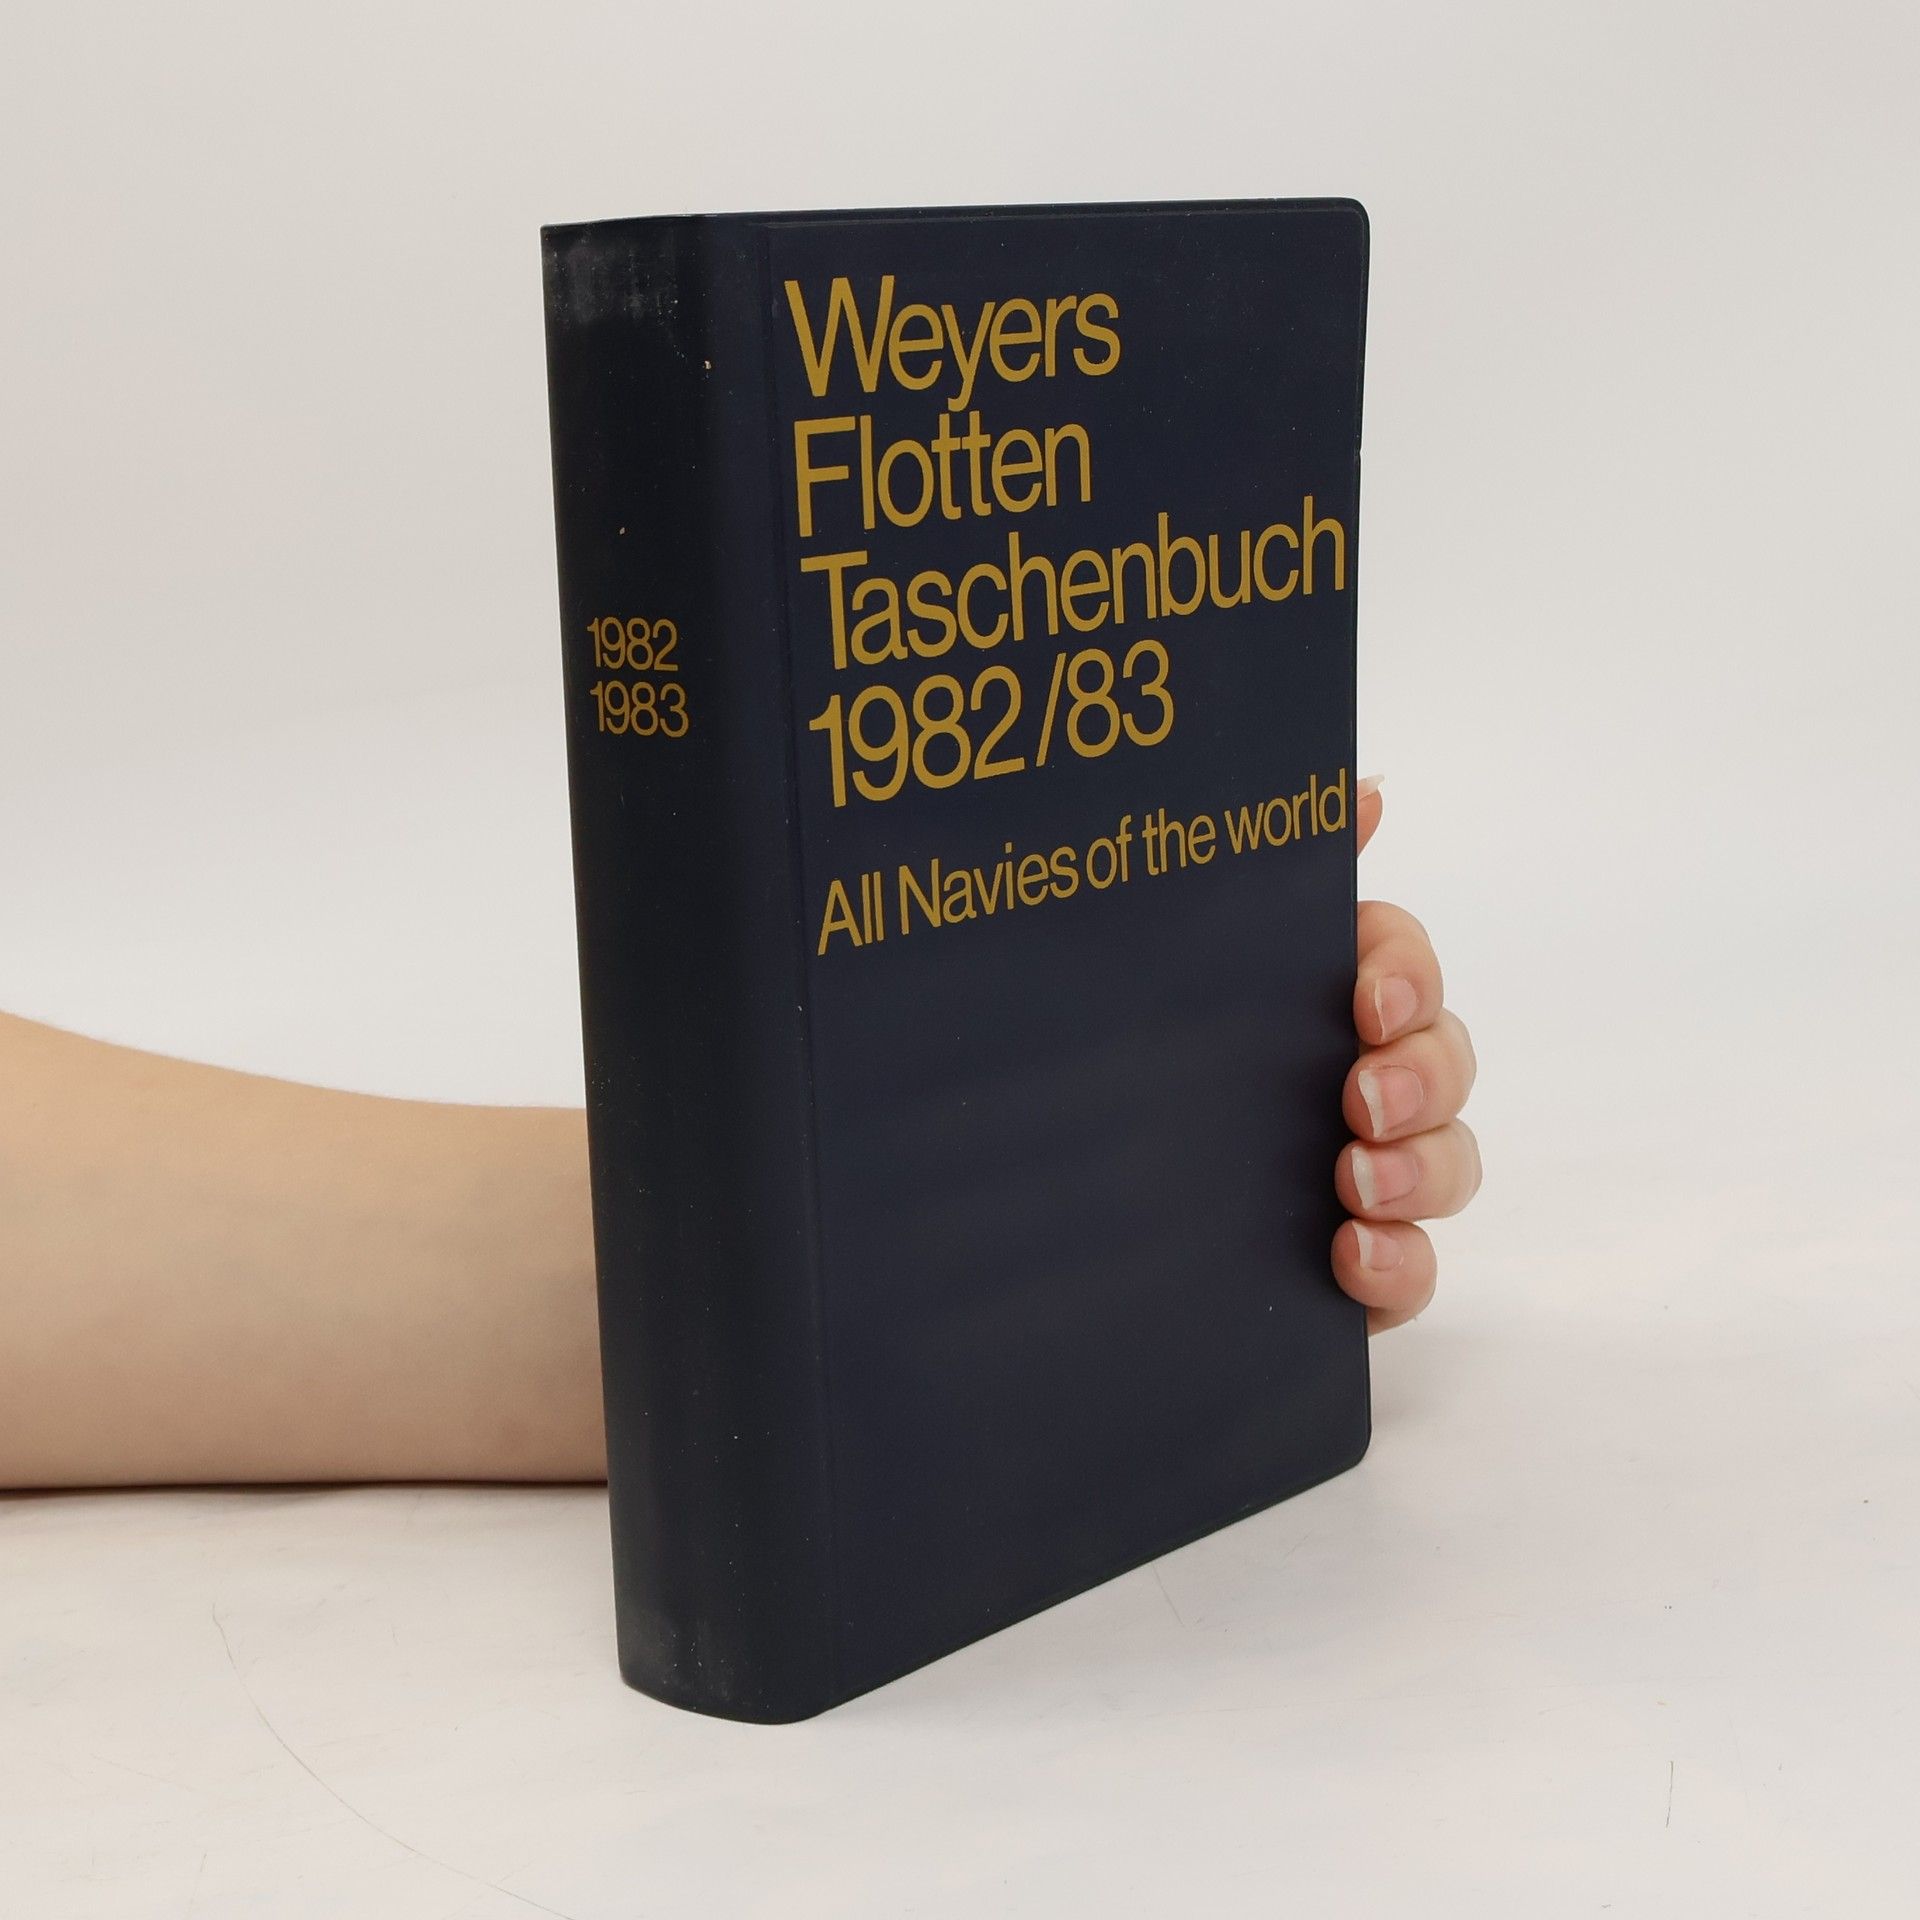 1982
1983
Weyers
Flotten
Taschenbuch
1982/83
All Navies of the world